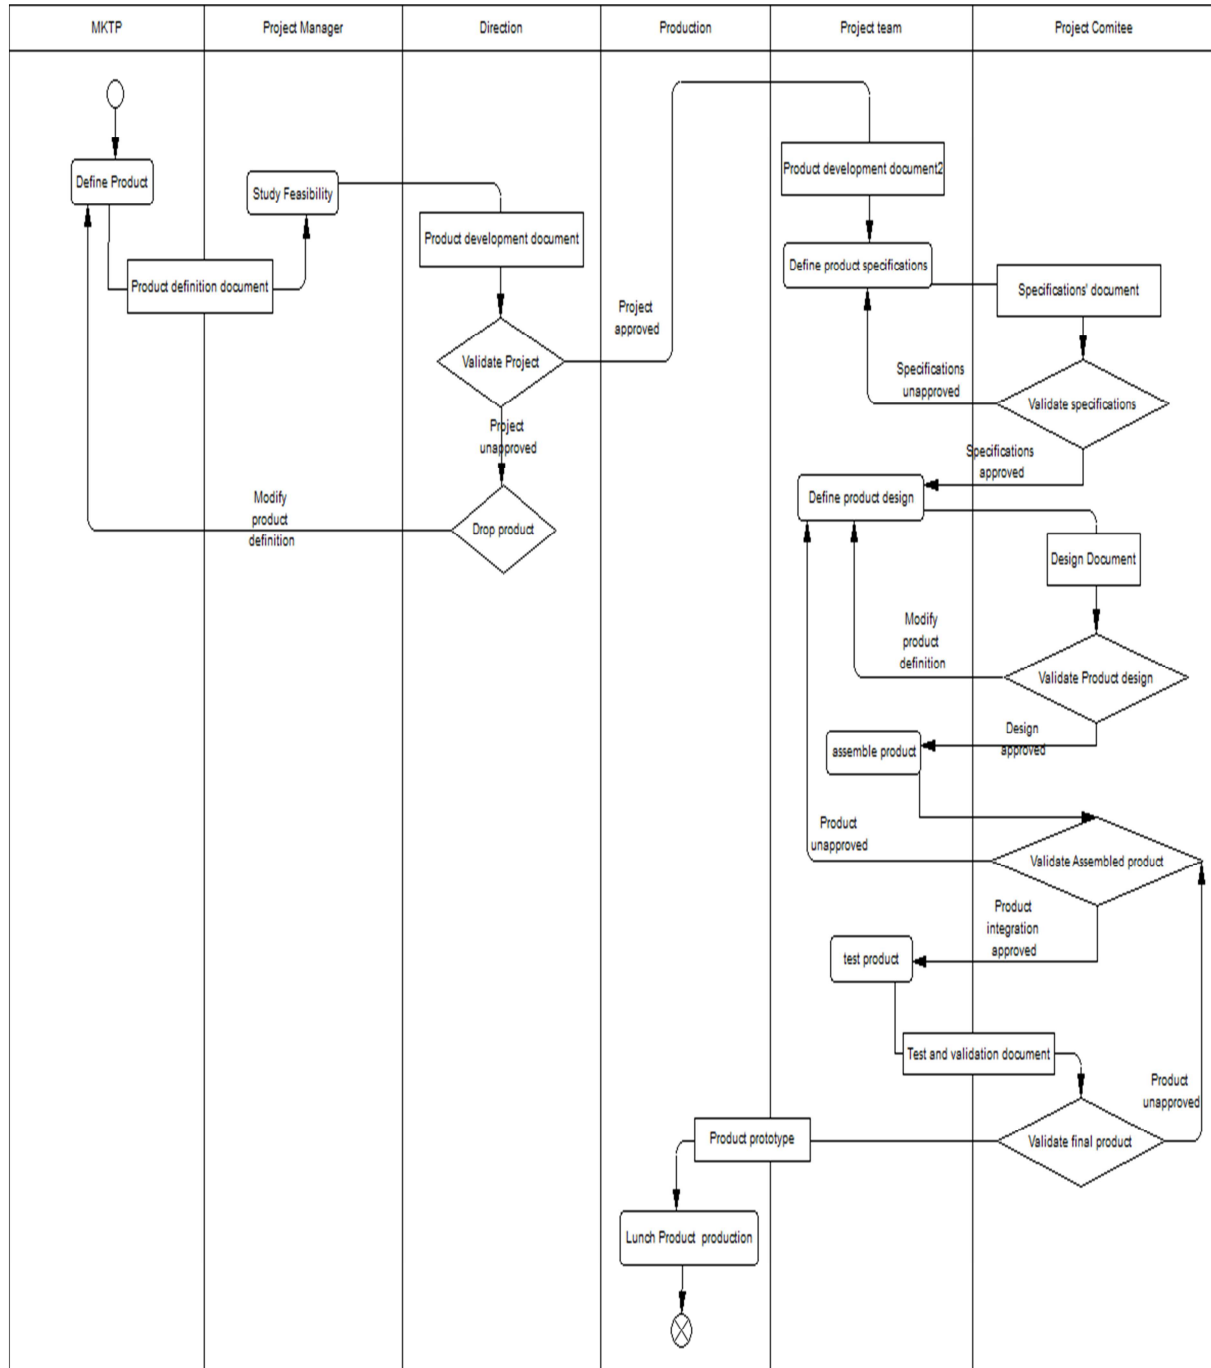 MKTP
Project Manager
Direction
Production
Project team
Project Comitee
Define Product
Study Feasibility
Product definition document
Product development document
Validate Project
Project
approved
Project
unapproved
Drop product
Modify
product
definition
Product development document2
Define product specifications
Specifications' document
Specifications
unapproved
Validate specifications
Specifications
approved
Define product design
Design Document
Modify
product
definition
Validate Product design
Design
approved
assemble product
Product
unapproved
Validate Assembled product
Product
integration
approved
test product
Test and validation document
Product
unapproved
Validate final product
Product prototype
Lunch Product production